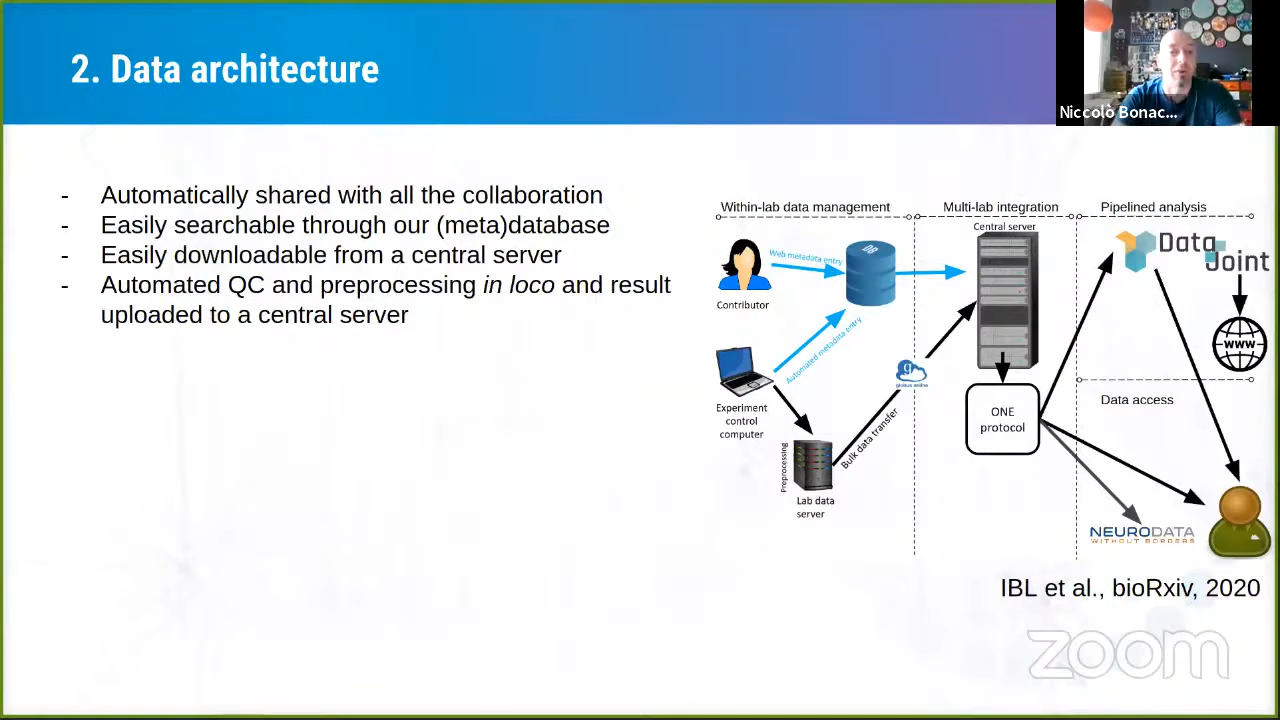 2. Data architecture
Niccolò Bonac...
- Automatically shared with all the collaboration
- Easily searchable through our (meta)database
- Easily downloadable from a central server
- Automated QC and preprocessing in loco and result
uploaded to a central server
Within-lab data management
Multi-lab integration
Pipelined analysis
Central server
Web metadata entry
DB
Data
Joint
Contributor
Automated metadata entry
www
g
globus online
Experiment
control
computer
Preprocessing
Bulk data transfer
ONE
protocol
Data access
Lab data
server
NEURODATA
WITHOUT BORDERS
IBL et al., bioRxiv, 2020
zoom